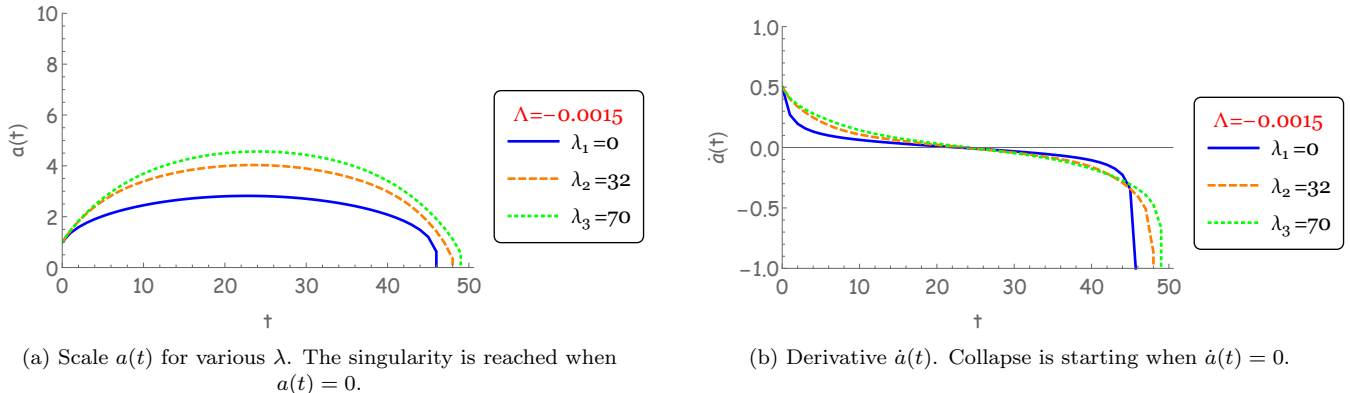 10
8
6
4
2
0
0
10
20
30
40
50
a(t)
t
Λ=−0.0015
λ₁=0
λ₂=32
λ₃=70
1.0
0.5
0.0
−0.5
−1.0
0
10
20
30
40
50
ȧ(t)
t
Λ=−0.0015
λ₁=0
λ₂=32
λ₃=70
(a) Scale a(t) for various λ. The singularity is reached when
a(t) = 0.
(b) Derivative ȧ(t). Collapse is starting when ȧ(t) = 0.